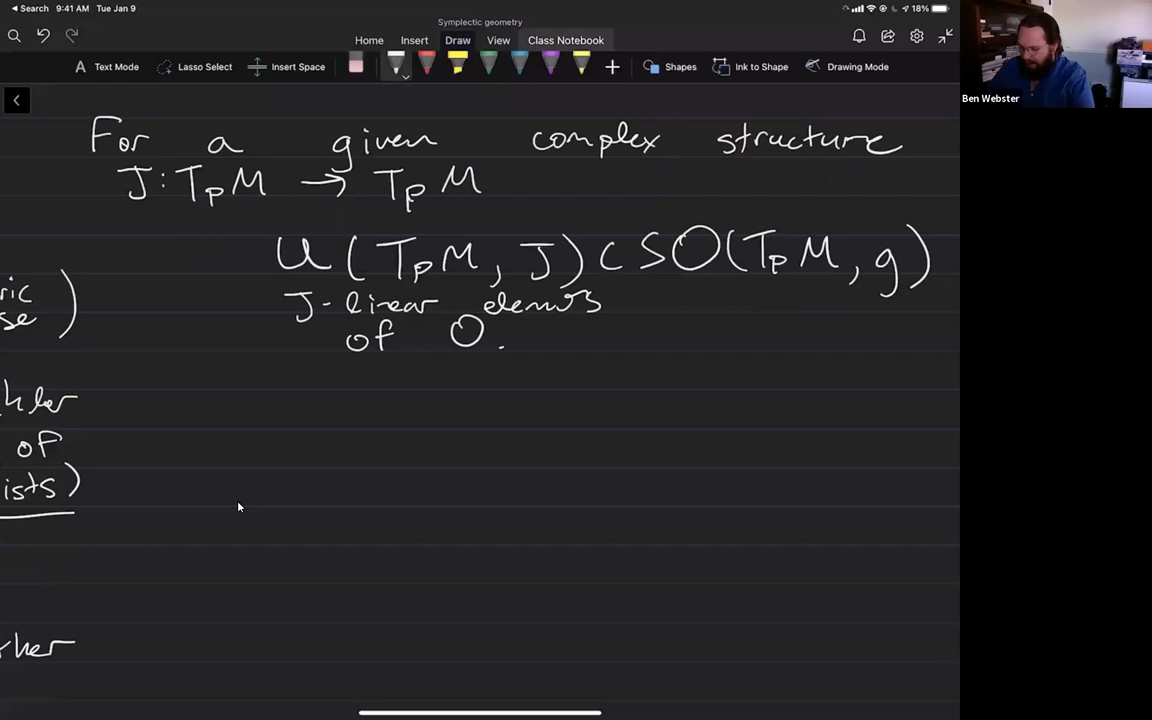 Search 9:41 AM Tue Jan 9
Symplectic geometry
18%
Home Insert Draw View Class Notebook
Text Mode Lasso Select Insert Space Shapes Ink to Shape Drawing Mode
Ben Webster
For a given complex structure
J: TₚM → TₚM
U(TₚM, J) ⊂ SO(TₚM, g)
J-linear elements
of O.
ric
se)
hler
of
ists)
ther